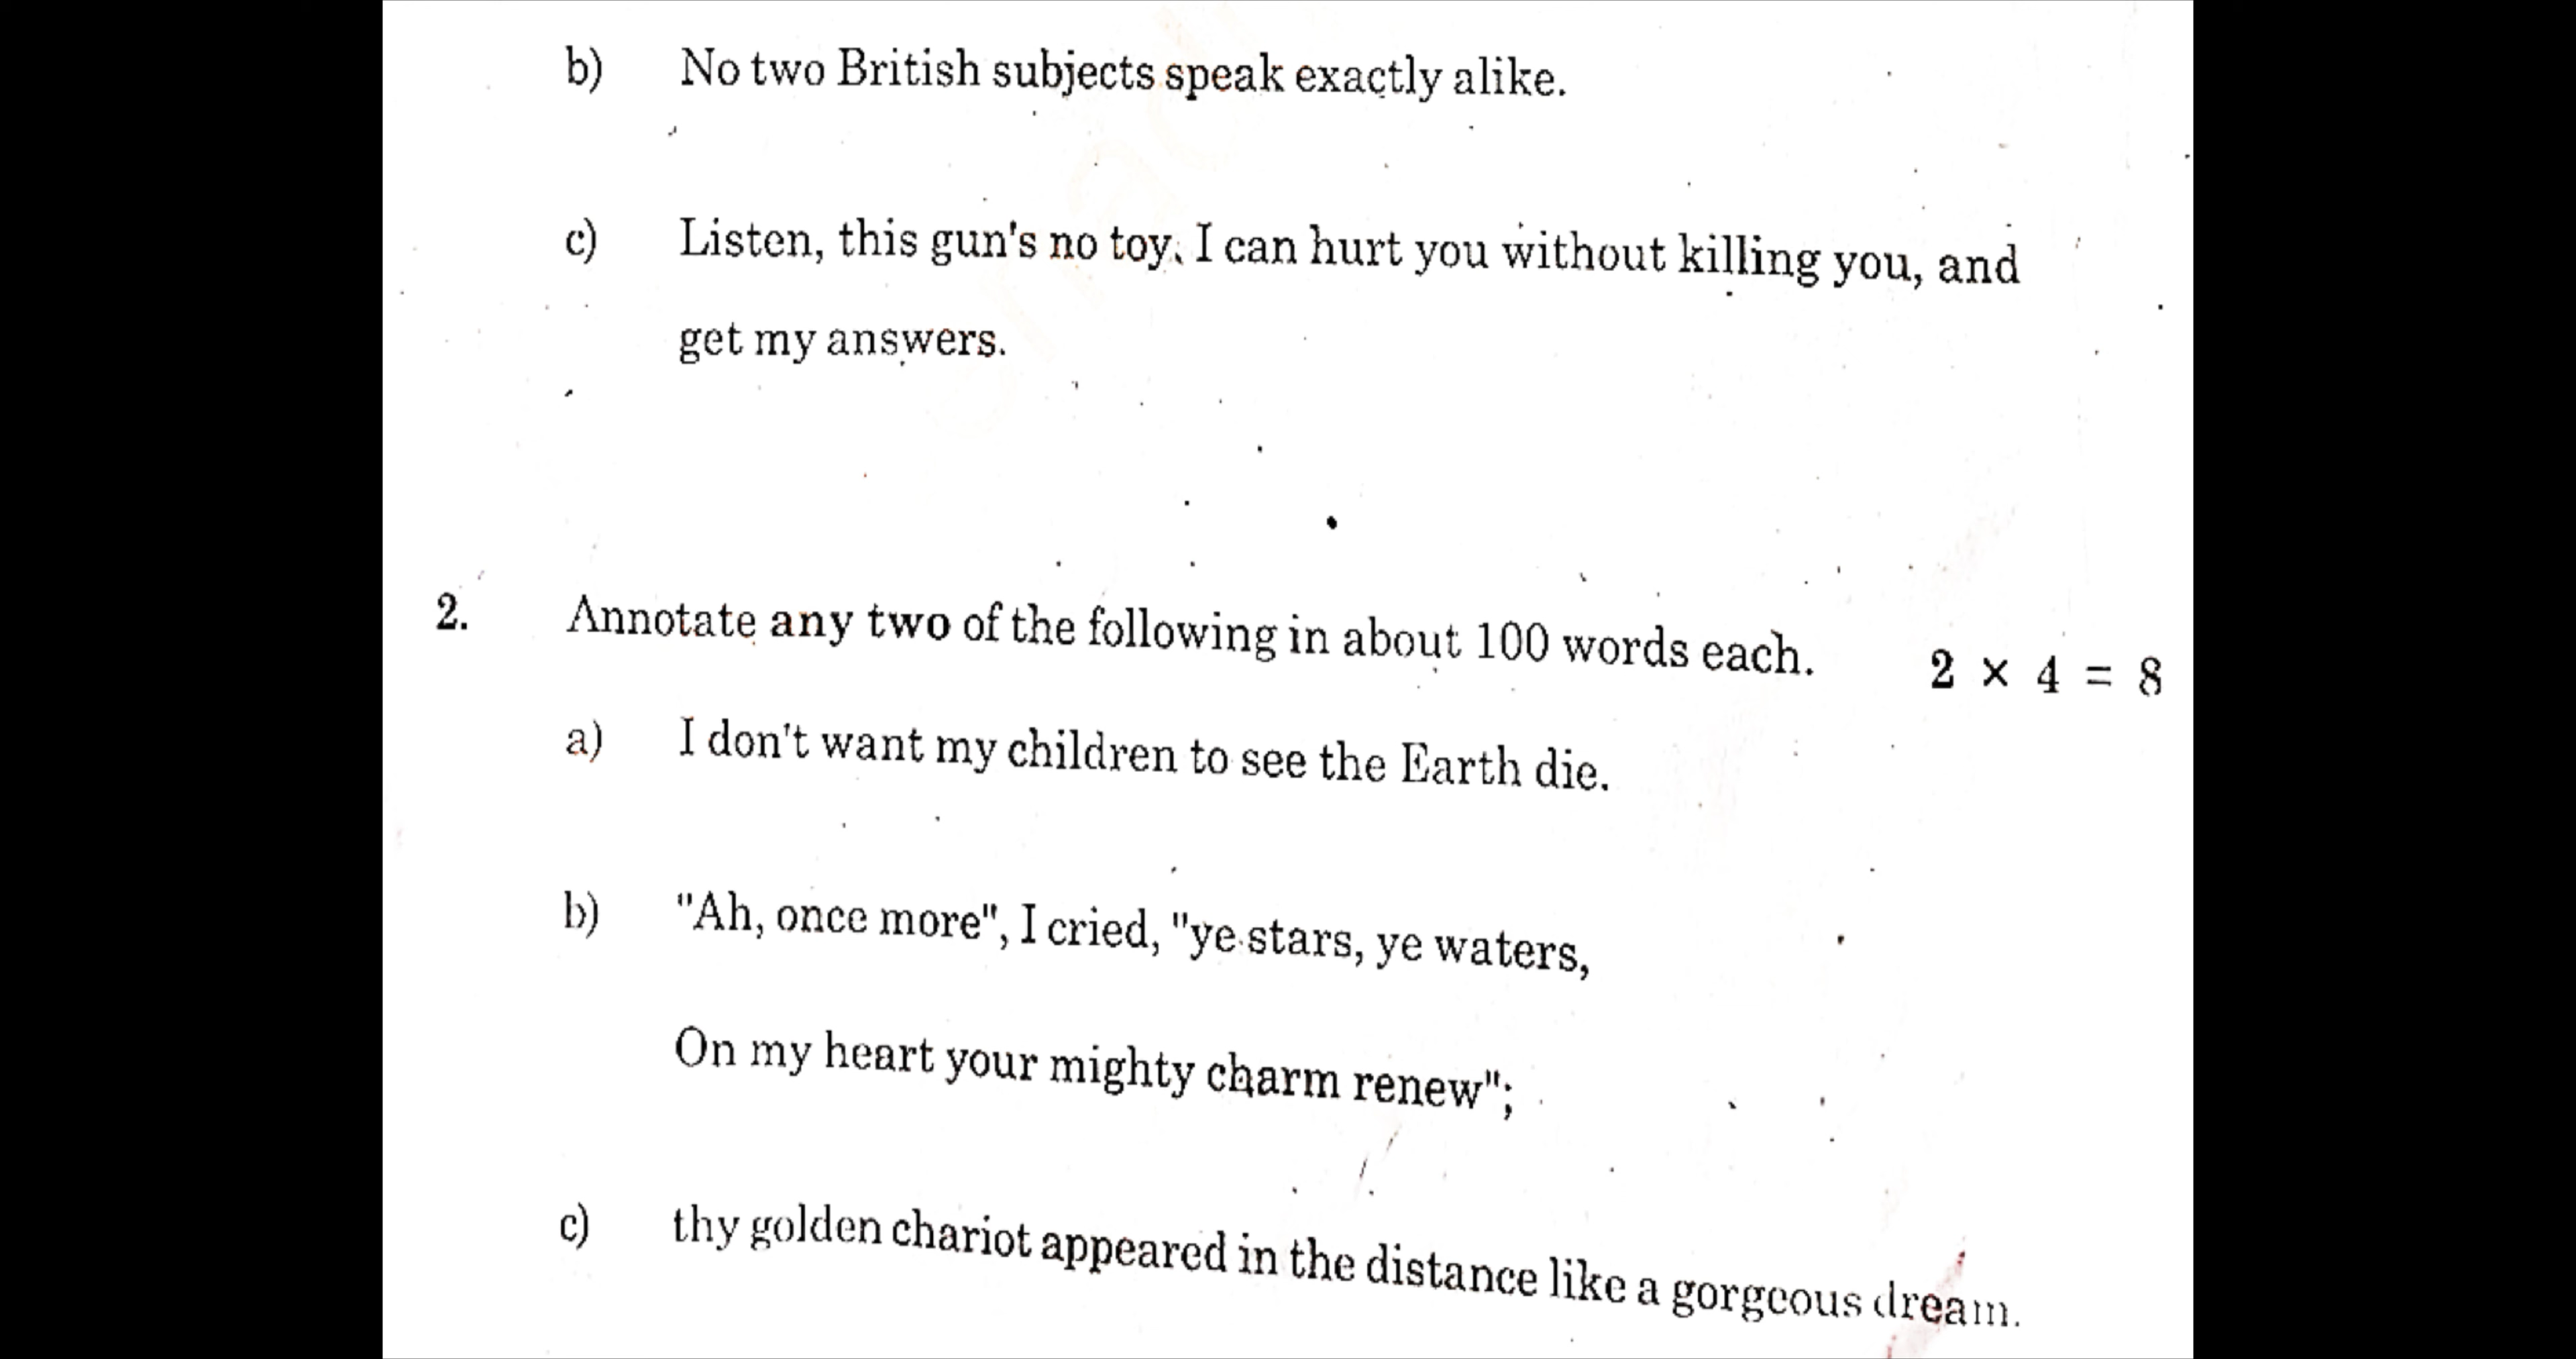 b) No two British subjects speak exactly alike.
c) Listen, this gun's no toy. I can hurt you without killing you, and
get my answers.
2. Annotate any two of the following in about 100 words each. 2 × 4 = 8
a) I don't want my children to see the Earth die.
b) "Ah, once more", I cried, "ye stars, ye waters,
On my heart your mighty charm renew";
c) thy golden chariot appeared in the distance like a gorgeous dream.